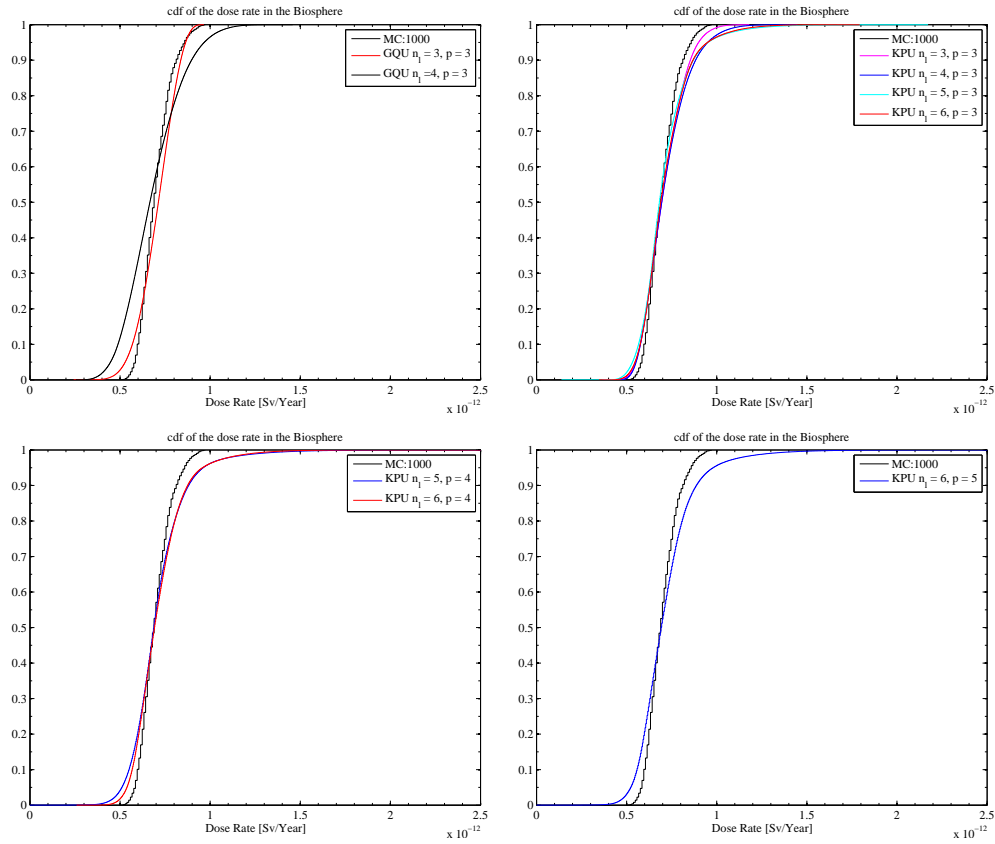 cdf of the dose rate in the Biosphere
1
0.9
0.8
0.7
0.6
0.5
0.4
0.3
0.2
0.1
0
0 0.5 1 1.5 2 2.5
Dose Rate [Sv/Year]
x 10^-12
MC:1000
GQU n_l = 3, p = 3
GQU n_l =4, p = 3
cdf of the dose rate in the Biosphere
1
0.9
0.8
0.7
0.6
0.5
0.4
0.3
0.2
0.1
0
0 0.5 1 1.5 2 2.5
Dose Rate [Sv/Year]
x 10^-12
MC:1000
KPU n_l = 3, p = 3
KPU n_l = 4, p = 3
KPU n_l = 5, p = 3
KPU n_l = 6, p = 3
cdf of the dose rate in the Biosphere
1
0.9
0.8
0.7
0.6
0.5
0.4
0.3
0.2
0.1
0
0 0.5 1 1.5 2 2.5
Dose Rate [Sv/Year]
x 10^-12
MC:1000
KPU n_l = 5, p = 4
KPU n_l = 6, p = 4
cdf of the dose rate in the Biosphere
1
0.9
0.8
0.7
0.6
0.5
0.4
0.3
0.2
0.1
0
0 0.5 1 1.5 2 2.5
Dose Rate [Sv/Year]
x 10^-12
MC:1000
KPU n_l = 6, p = 5